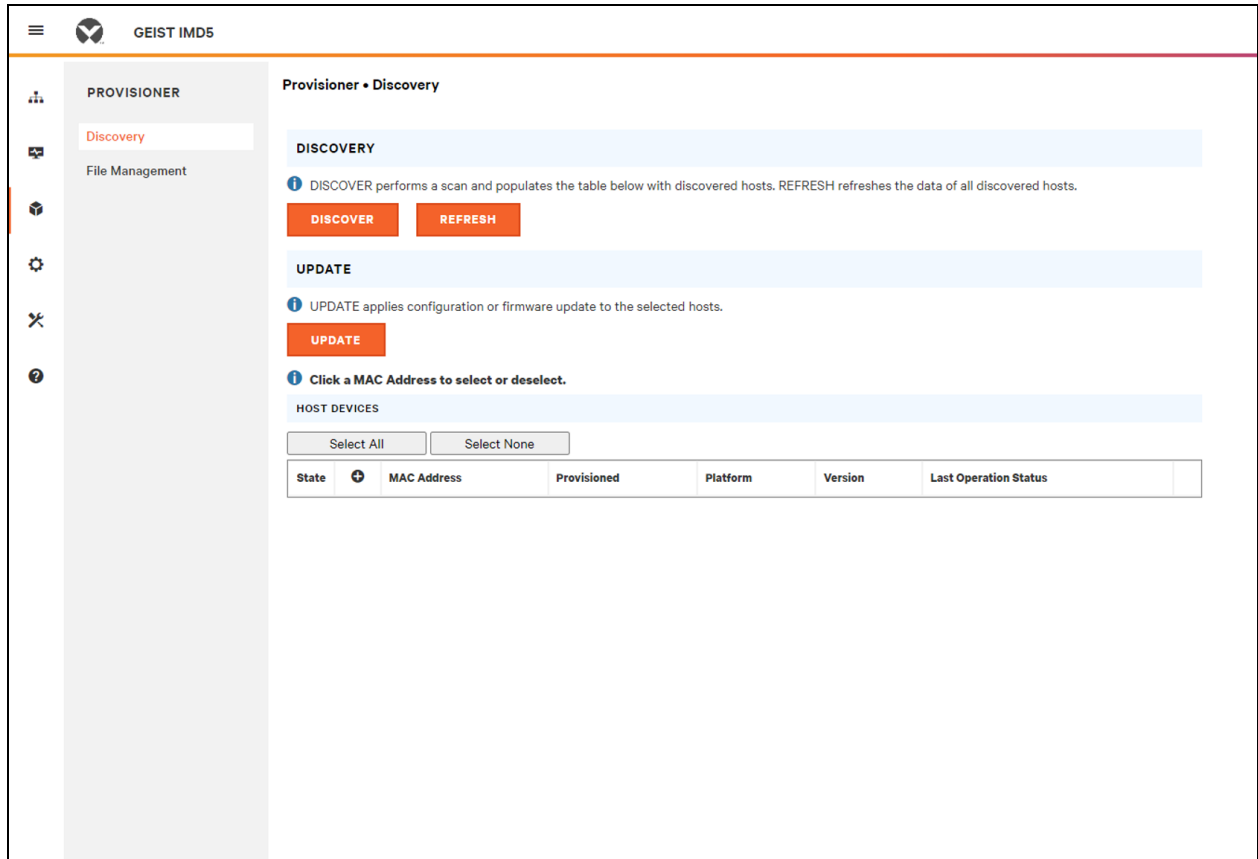 GEIST IMD5
PROVISIONER
Discovery
File Management
Provisioner • Discovery
DISCOVERY
DISCOVER performs a scan and populates the table below with discovered hosts. REFRESH refreshes the data of all discovered hosts.
DISCOVER REFRESH
UPDATE
UPDATE applies configuration or firmware update to the selected hosts.
UPDATE
Click a MAC Address to select or deselect.
HOST DEVICES
Select All Select None
State MAC Address Provisioned Platform Version Last Operation Status